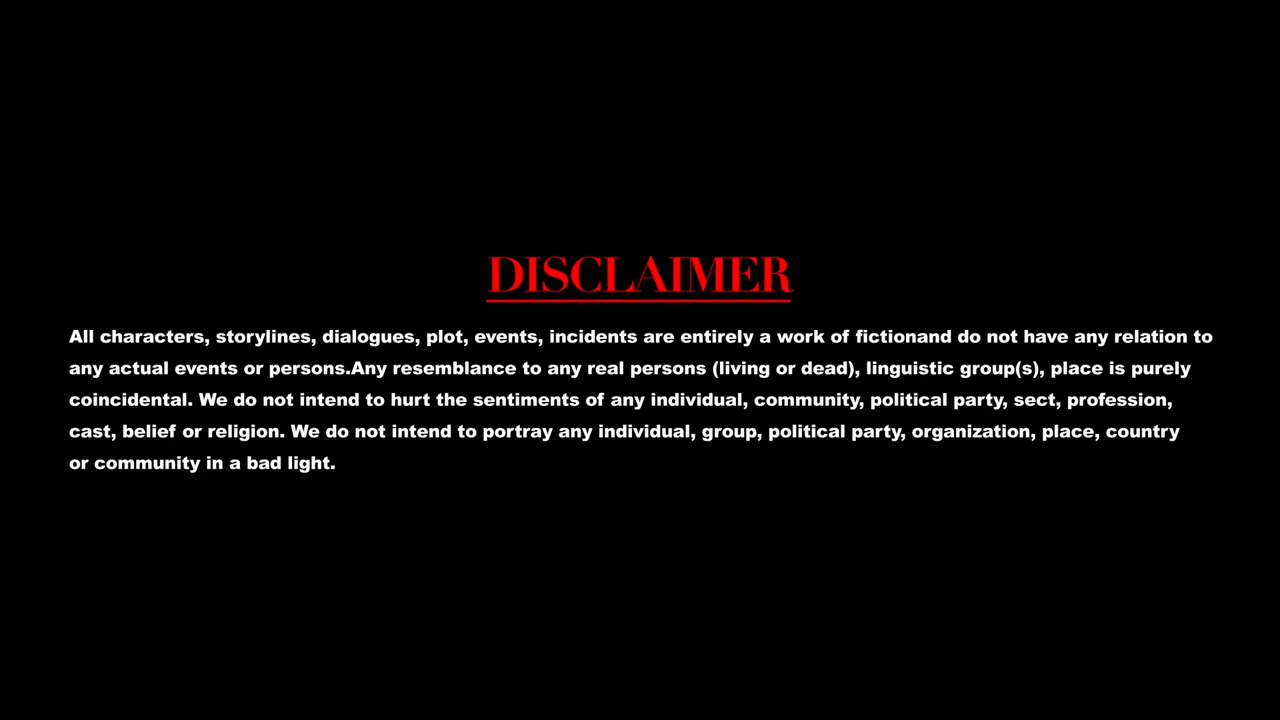 DISCLAIMER
All characters, storylines, dialogues, plot, events, incidents are entirely a work of fictionand do not have any relation to
any actual events or persons.Any resemblance to any real persons (living or dead), linguistic group(s), place is purely
coincidental. We do not intend to hurt the sentiments of any individual, community, political party, sect, profession,
cast, belief or religion. We do not intend to portray any individual, group, political party, organization, place, country
or community in a bad light.